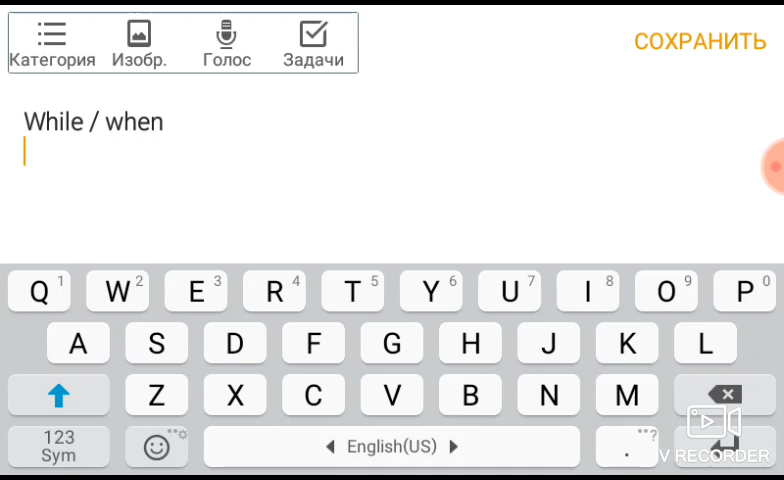 Категория Изобр. Голос Задачи
СОХРАНИТЬ
While / when
Q 1 W 2 E 3 R 4 T 5 Y 6 U 7 I 8 O 9 P 0
A S D F G H J K L
Z X C V B N M
123 Sym English(US) . ?
V RECORDER